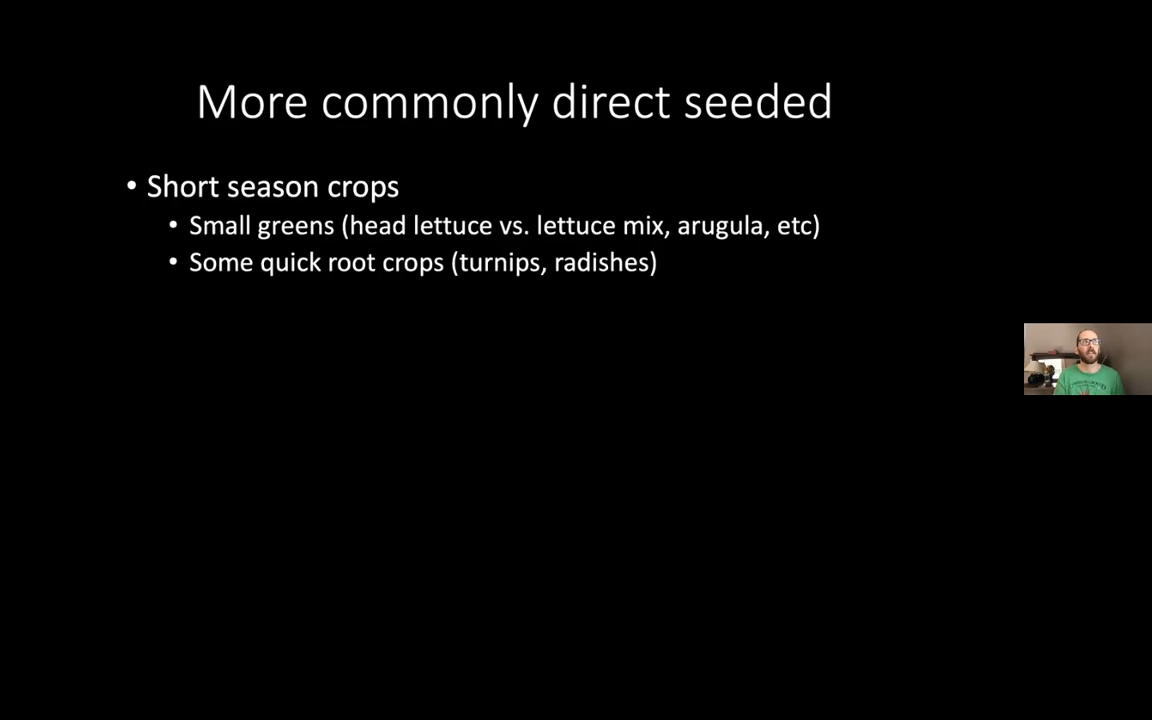 More commonly direct seeded
• Short season crops
• Small greens (head lettuce vs. lettuce mix, arugula, etc)
• Some quick root crops (turnips, radishes)